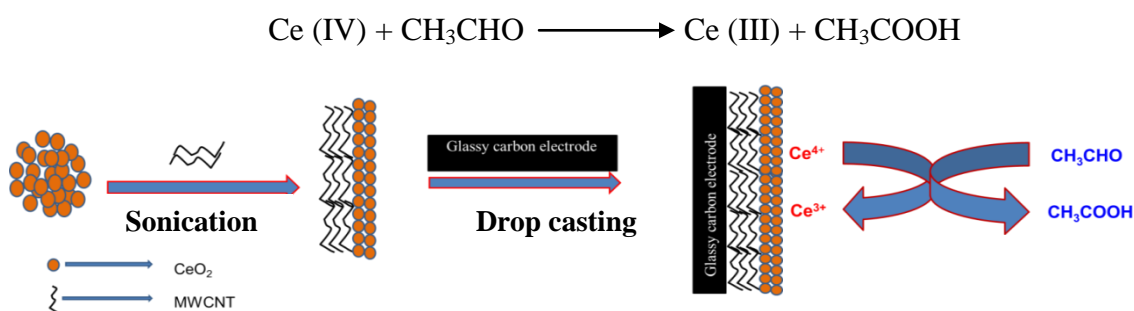 Ce (IV) + CH₃CHO ⟶ Ce (III) + CH₃COOH
Glassy carbon electrode
Sonication
Drop casting
CeO₂
MWCNT
Glassy carbon electrode
Ce⁴⁺
CH₃CHO
Ce³⁺
CH₃COOH